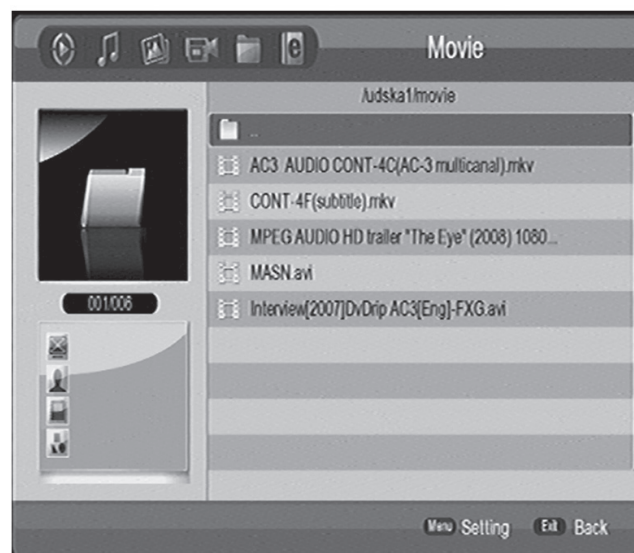 Movie
/udska1/movie
..
AC3 AUDIO CONT-4C(AC-3 multicanal).mkv
CONT-4F(subtitle).mkv
MPEG AUDIO HD trailer "The Eye" (2008) 1080...
MASN.avi
Interview[2007]DvDrip AC3[Eng]-FXG.avi
001/006
Menu Setting Exit Back